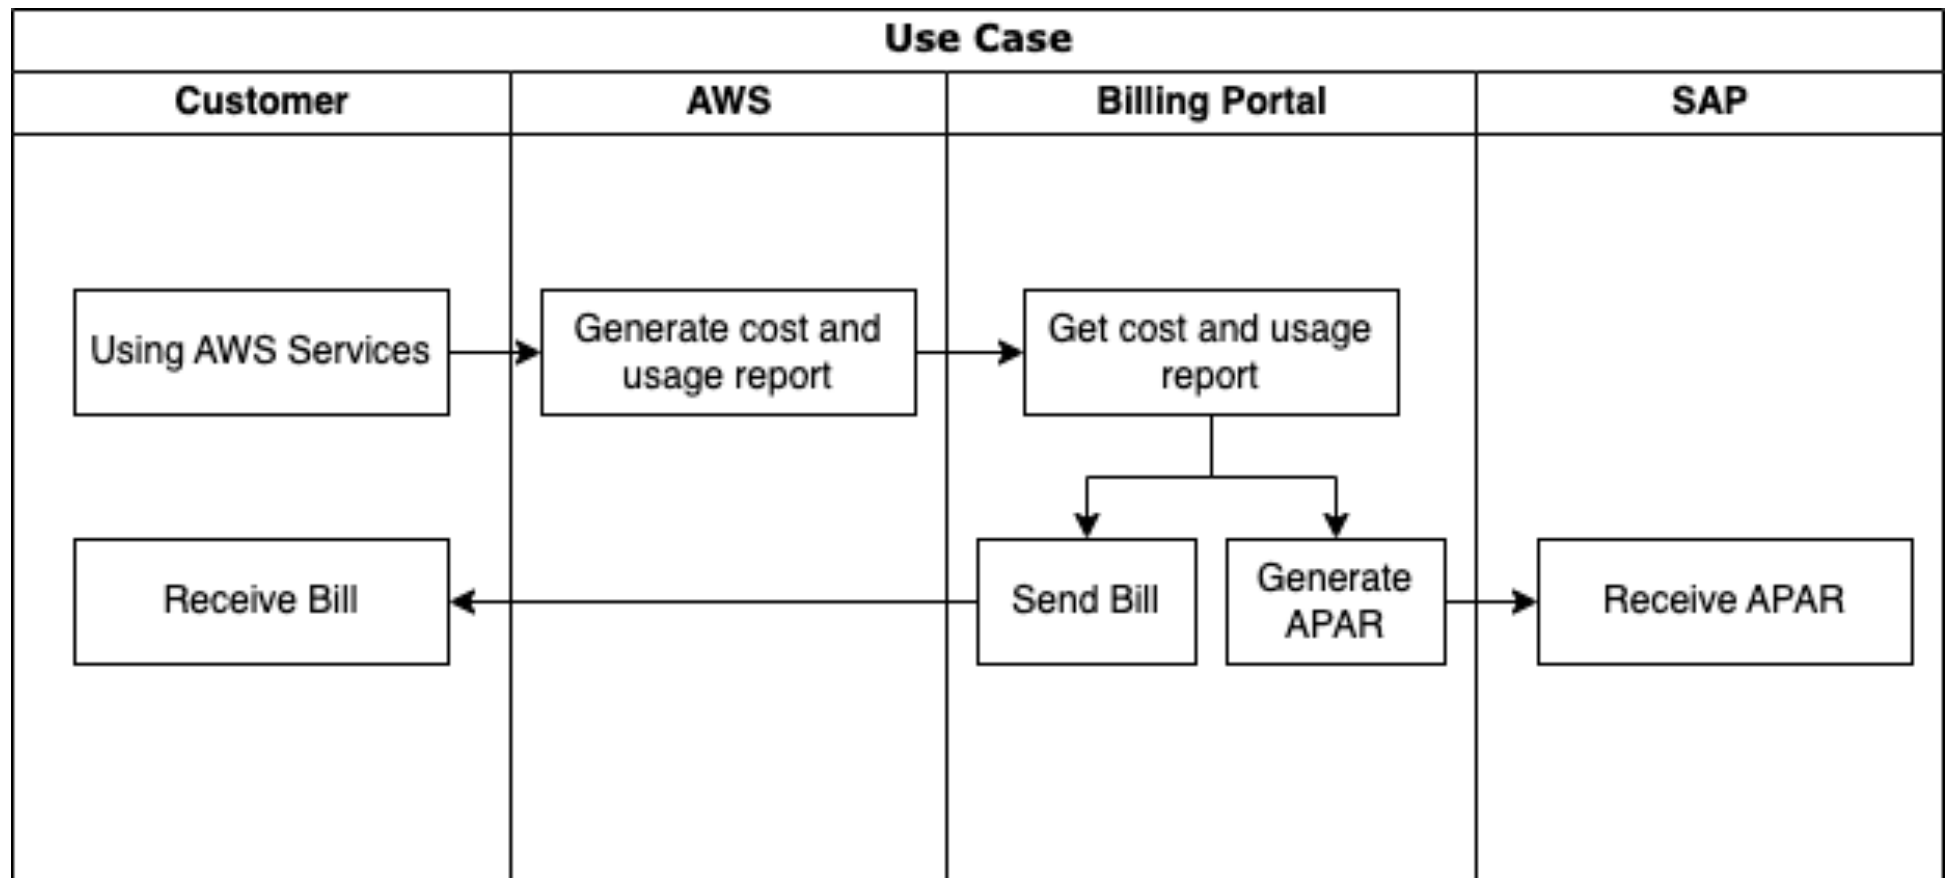 Use Case
Customer
AWS
Billing Portal
SAP
Using AWS Services
Generate cost and
usage report
Get cost and usage
report
Receive Bill
Send Bill
Generate
APAR
Receive APAR